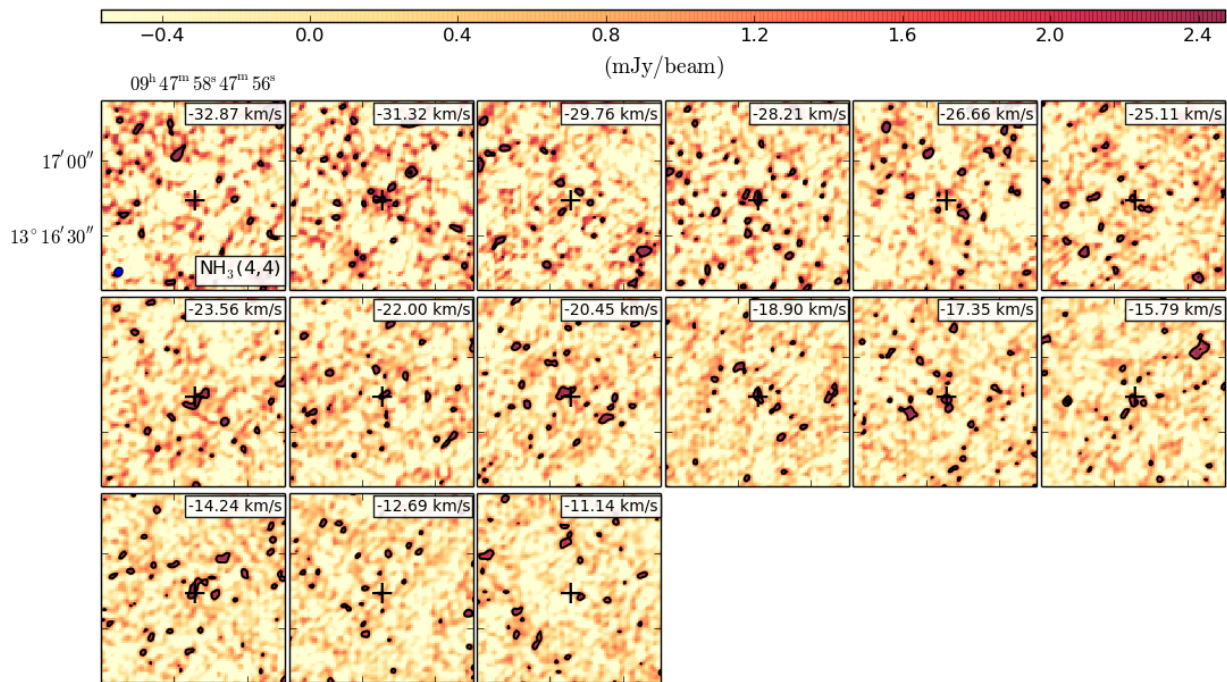 −0.4 0.0 0.4 0.8 1.2 1.6 2.0 2.4
(mJy/beam)
09ʰ 47ᵐ 58ˢ 47ᵐ 56ˢ
-32.87 km/s -31.32 km/s -29.76 km/s -28.21 km/s -26.66 km/s -25.11 km/s
17′ 00″
13° 16′ 30″
NH₃(4,4)
-23.56 km/s -22.00 km/s -20.45 km/s -18.90 km/s -17.35 km/s -15.79 km/s
-14.24 km/s -12.69 km/s -11.14 km/s